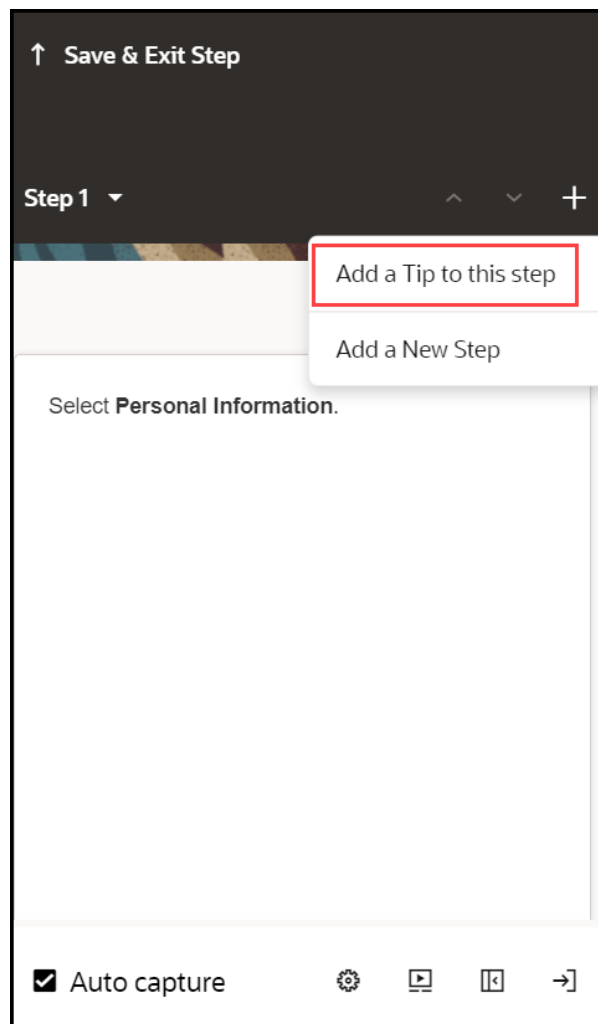 Save & Exit Step
Step 1
Add a Tip to this step
Add a New Step
Select Personal Information.
Auto capture